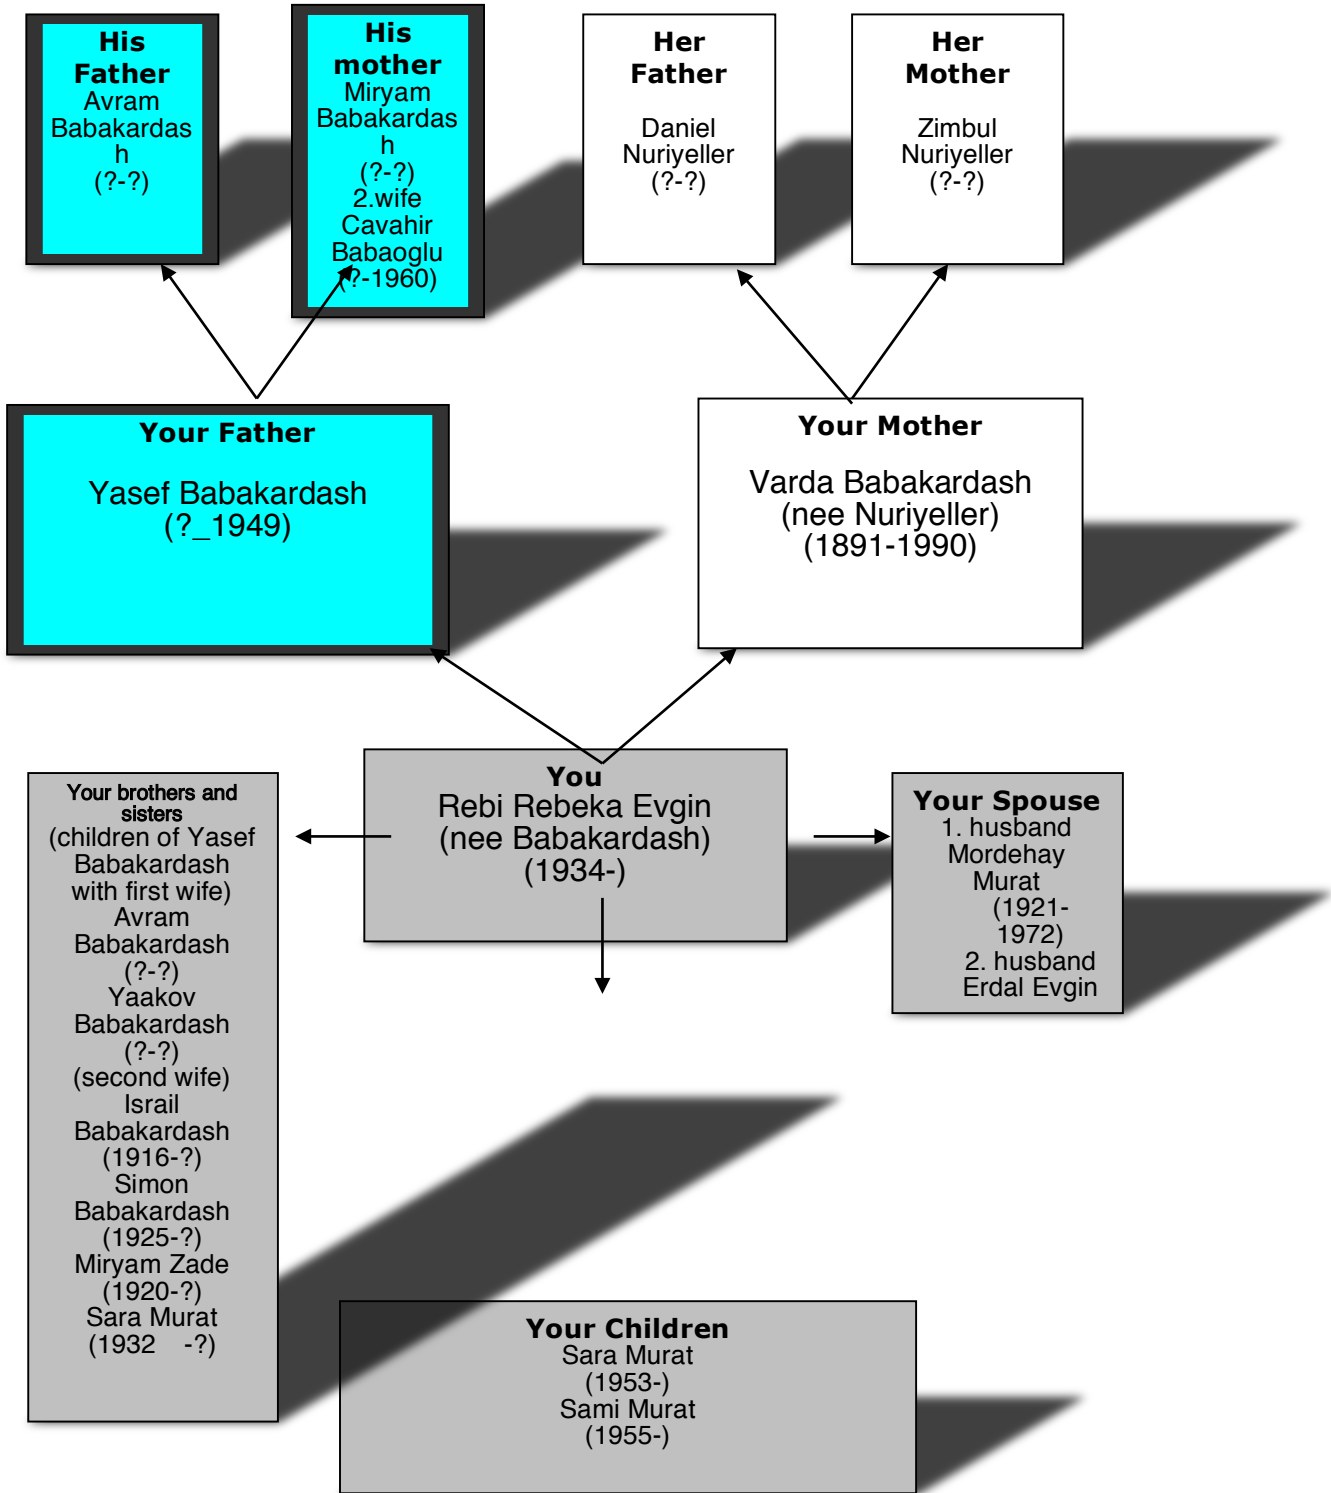 His
Father
Avram
Babakardas
h
(?-?)
His
mother
Miryam
Babakardas
h
(?-?)
2.wife
Cavahir
Babaoglu
(?-1960)
Her
Father
Daniel
Nuriyeller
(?-?)
Her
Mother
Zimbul
Nuriyeller
(?-?)
Your Father
Yasef Babakardash
(?_1949)
Your Mother
Varda Babakardash
(nee Nuriyeller)
(1891-1990)
You
Rebi Rebeka Evgin
(nee Babakardash)
(1934-)
Your brothers and
sisters
(children of Yasef
Babakardash
with first wife)
Avram
Babakardash
(?-?)
Yaakov
Babakardash
(?-?)
(second wife)
Israil
Babakardash
(1916-?)
Simon
Babakardash
(1925-?)
Miryam Zade
(1920-?)
Sara Murat
(1932 -?)
Your Spouse
1. husband
Mordehay
Murat
(1921-
1972)
2. husband
Erdal Evgin
Your Children
Sara Murat
(1953-)
Sami Murat
(1955-)